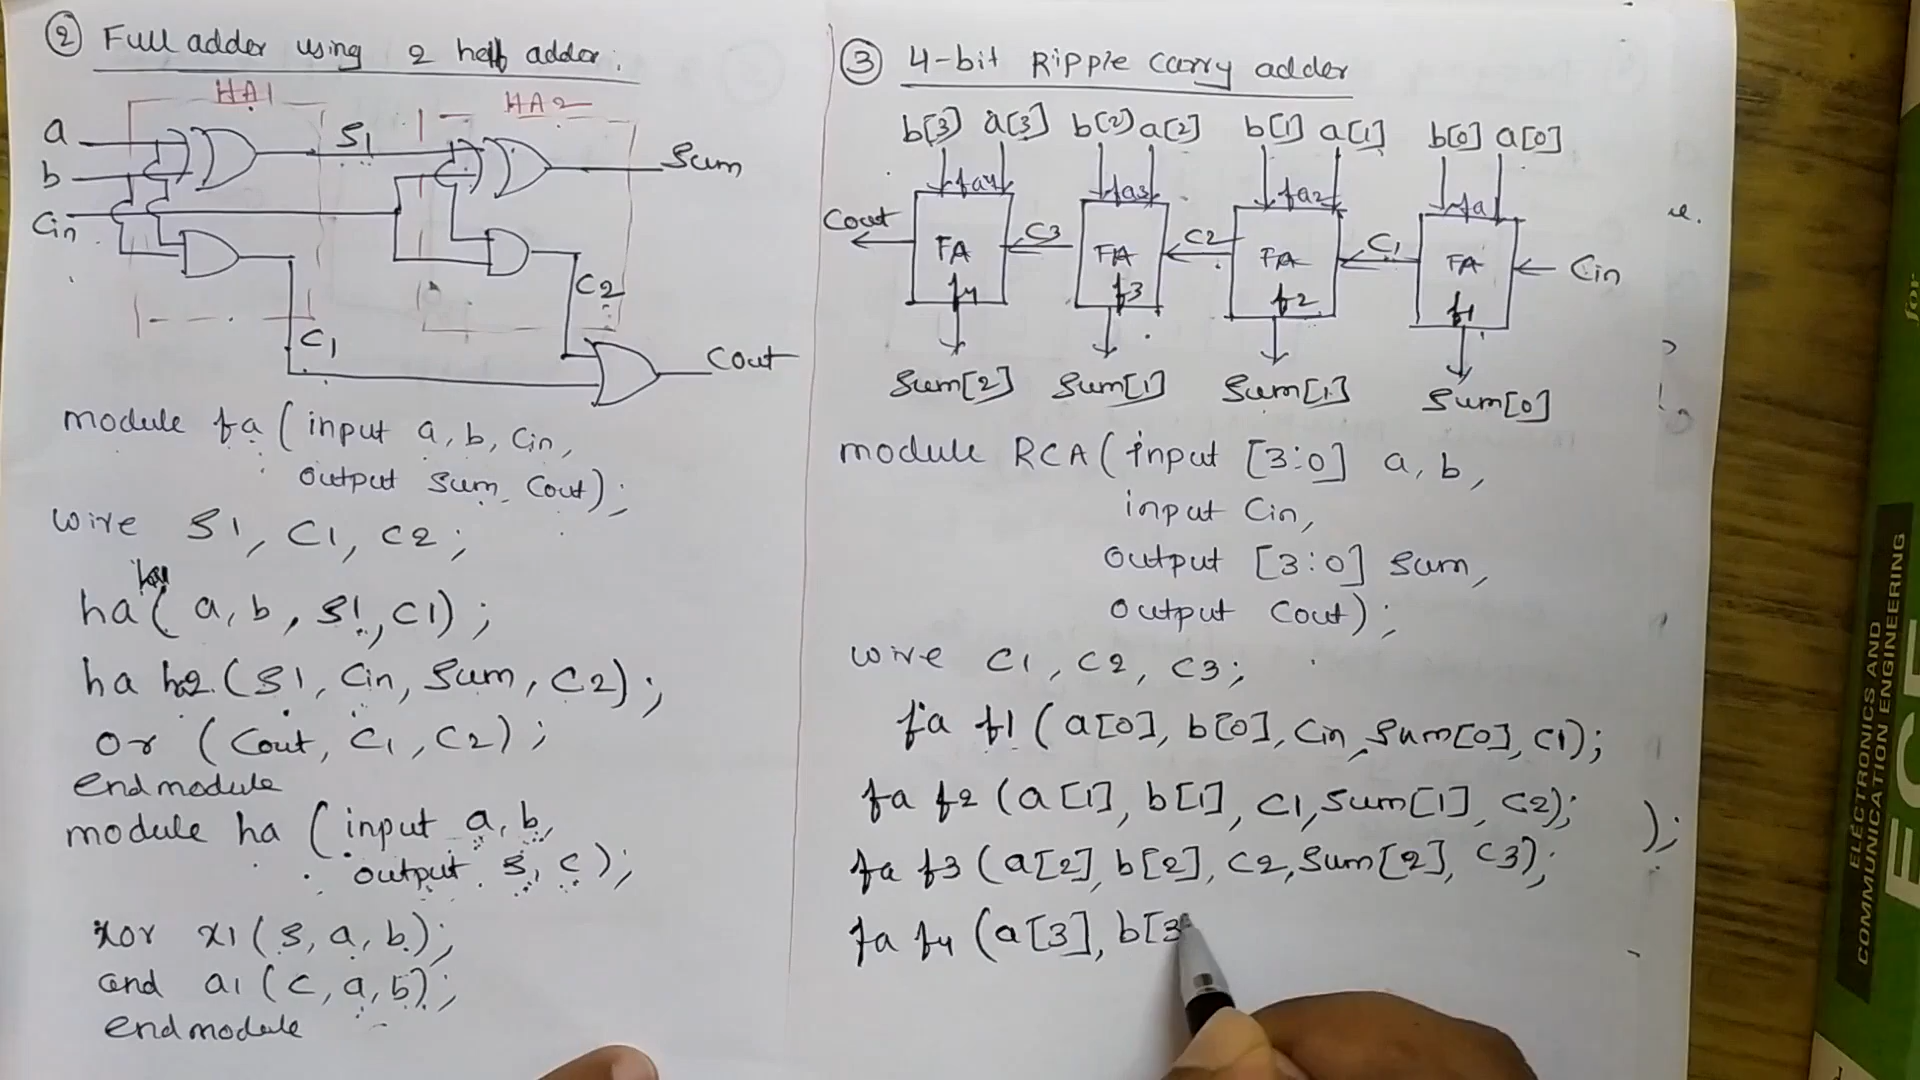 ② Full adder using 2 half adder.
HA1
HA2
a
b
Cin
S1
Sum
C2
C1
Cout
module fa ( input a, b, Cin,
output Sum, Cout);
wire S1, C1, C2;
ha ( a, b, S1, C1);
ha h2 (S1, Cin, Sum, C2);
or (Cout, C1, C2);
endmodule
module ha (input a, b,
output s, c);
xor x1 (s, a, b);
and a1 (c, a, b);
endmodule
③ 4-bit Ripple carry adder
b[3] a[3] b[2] a[2] b[1] a[1] b[0] a[0]
fa4 fa3 fa2 fa1
Cout FA C3 FA C2 FA C1 FA Cin
f4 f3 f2 f1
Sum[2] Sum[1] Sum[1] Sum[0]
module RCA (input [3:0] a, b,
input Cin,
output [3:0] Sum,
output Cout);
wire C1, C2, C3;
fa f1 (a[0], b[0], Cin, Sum[0], C1);
fa f2 (a[1], b[1], C1, Sum[1], C2);
fa f3 (a[2], b[2], C2, Sum[2], C3);
fa f4 (a[3], b[3
);
for
ELECTRONICS AND
COMMUNICATION ENGINEERING
ECE